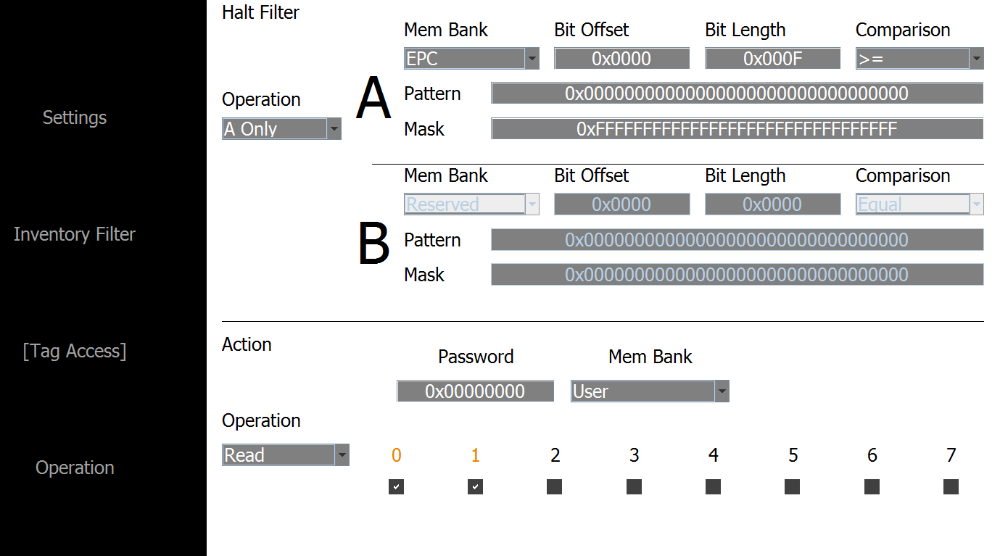 Halt Filter
Mem Bank Bit Offset Bit Length Comparison
EPC 0x0000 0x000F >=
A
Pattern 0x00000000000000000000000000000000
Operation
A Only
Mask 0xFFFFFFFFFFFFFFFFFFFFFFFFFFFFFFFF
Settings
Mem Bank Bit Offset Bit Length Comparison
Reserved 0x0000 0x0000 Equal
B
Pattern 0x00000000000000000000000000000000
Mask 0x00000000000000000000000000000000
Inventory Filter
Action
Password Mem Bank
[Tag Access]
0x00000000 User
Operation
Read 0 1 2 3 4 5 6 7
Operation